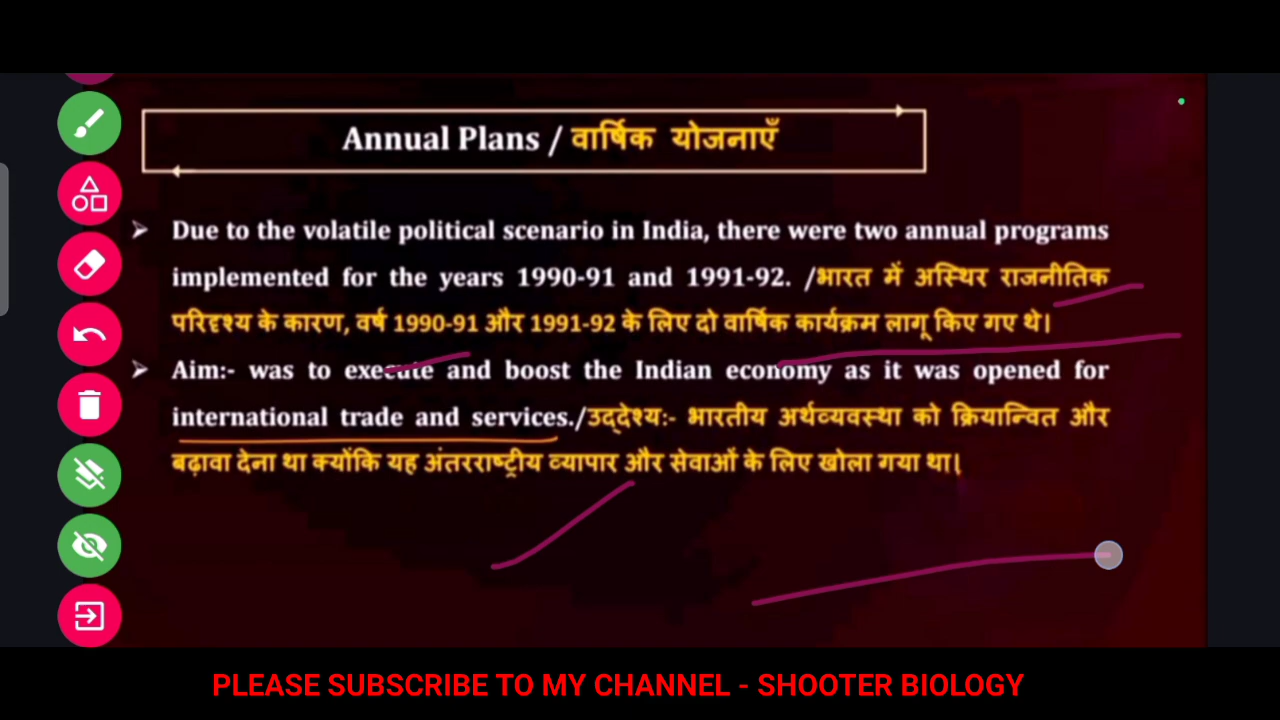 Annual Plans / वार्षिक योजनाएँ
Due to the volatile political scenario in India, there were two annual programs
implemented for the years 1990-91 and 1991-92. /भारत में अस्थिर राजनीतिक
परिदृश्य के कारण, वर्ष 1990-91 और 1991-92 के लिए दो वार्षिक कार्यक्रम लागू किए गए थे।
Aim:- was to execute and boost the Indian economy as it was opened for
international trade and services./उद्देश्य:- भारतीय अर्थव्यवस्था को क्रियान्वित और
बढ़ावा देना था क्योंकि यह अंतरराष्ट्रीय व्यापार और सेवाओं के लिए खोला गया था।
PLEASE SUBSCRIBE TO MY CHANNEL - SHOOTER BIOLOGY